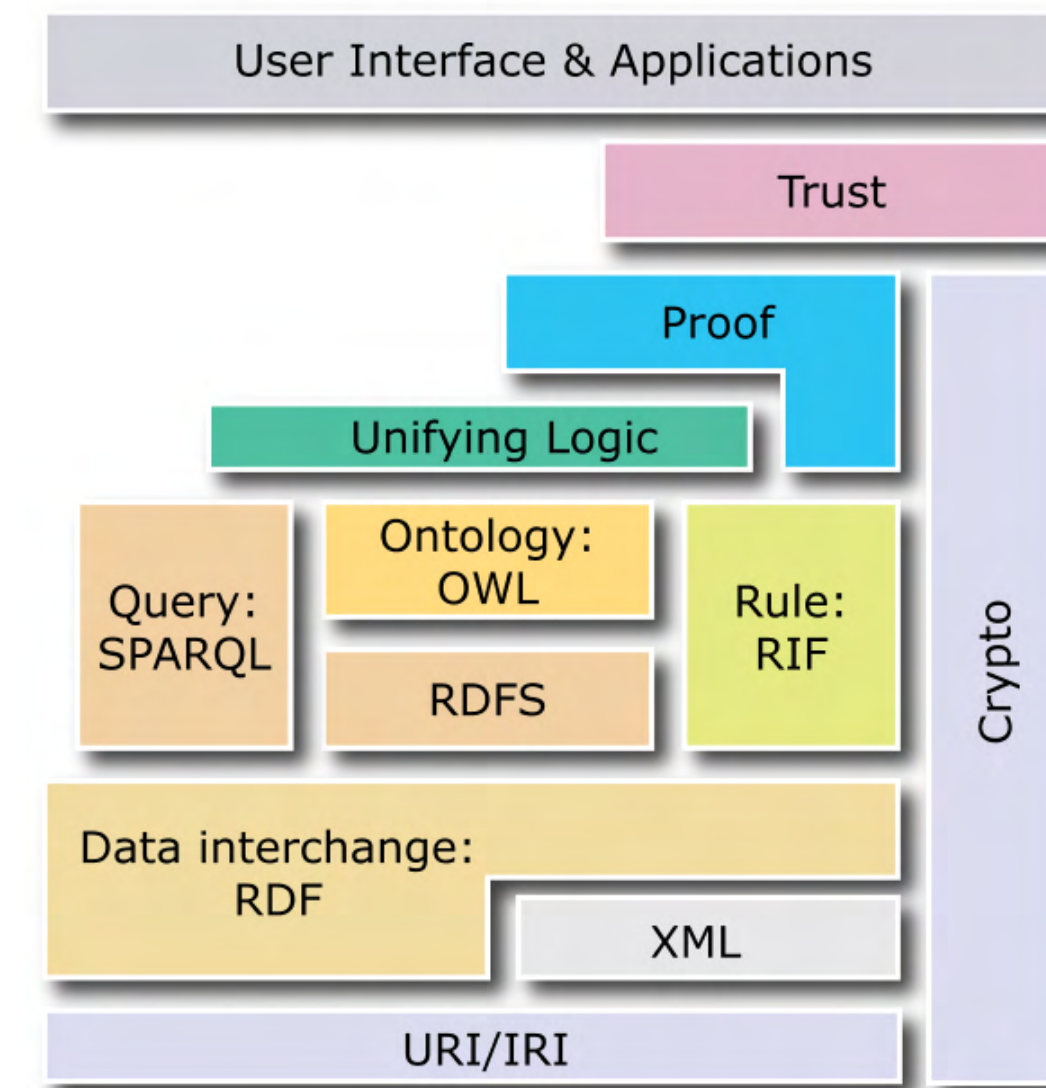 User Interface & Applications
Trust
Proof
Unifying Logic
Query:
SPARQL
Ontology:
OWL
RDFS
Rule:
RIF
Crypto
Data interchange:
RDF
XML
URI/IRI